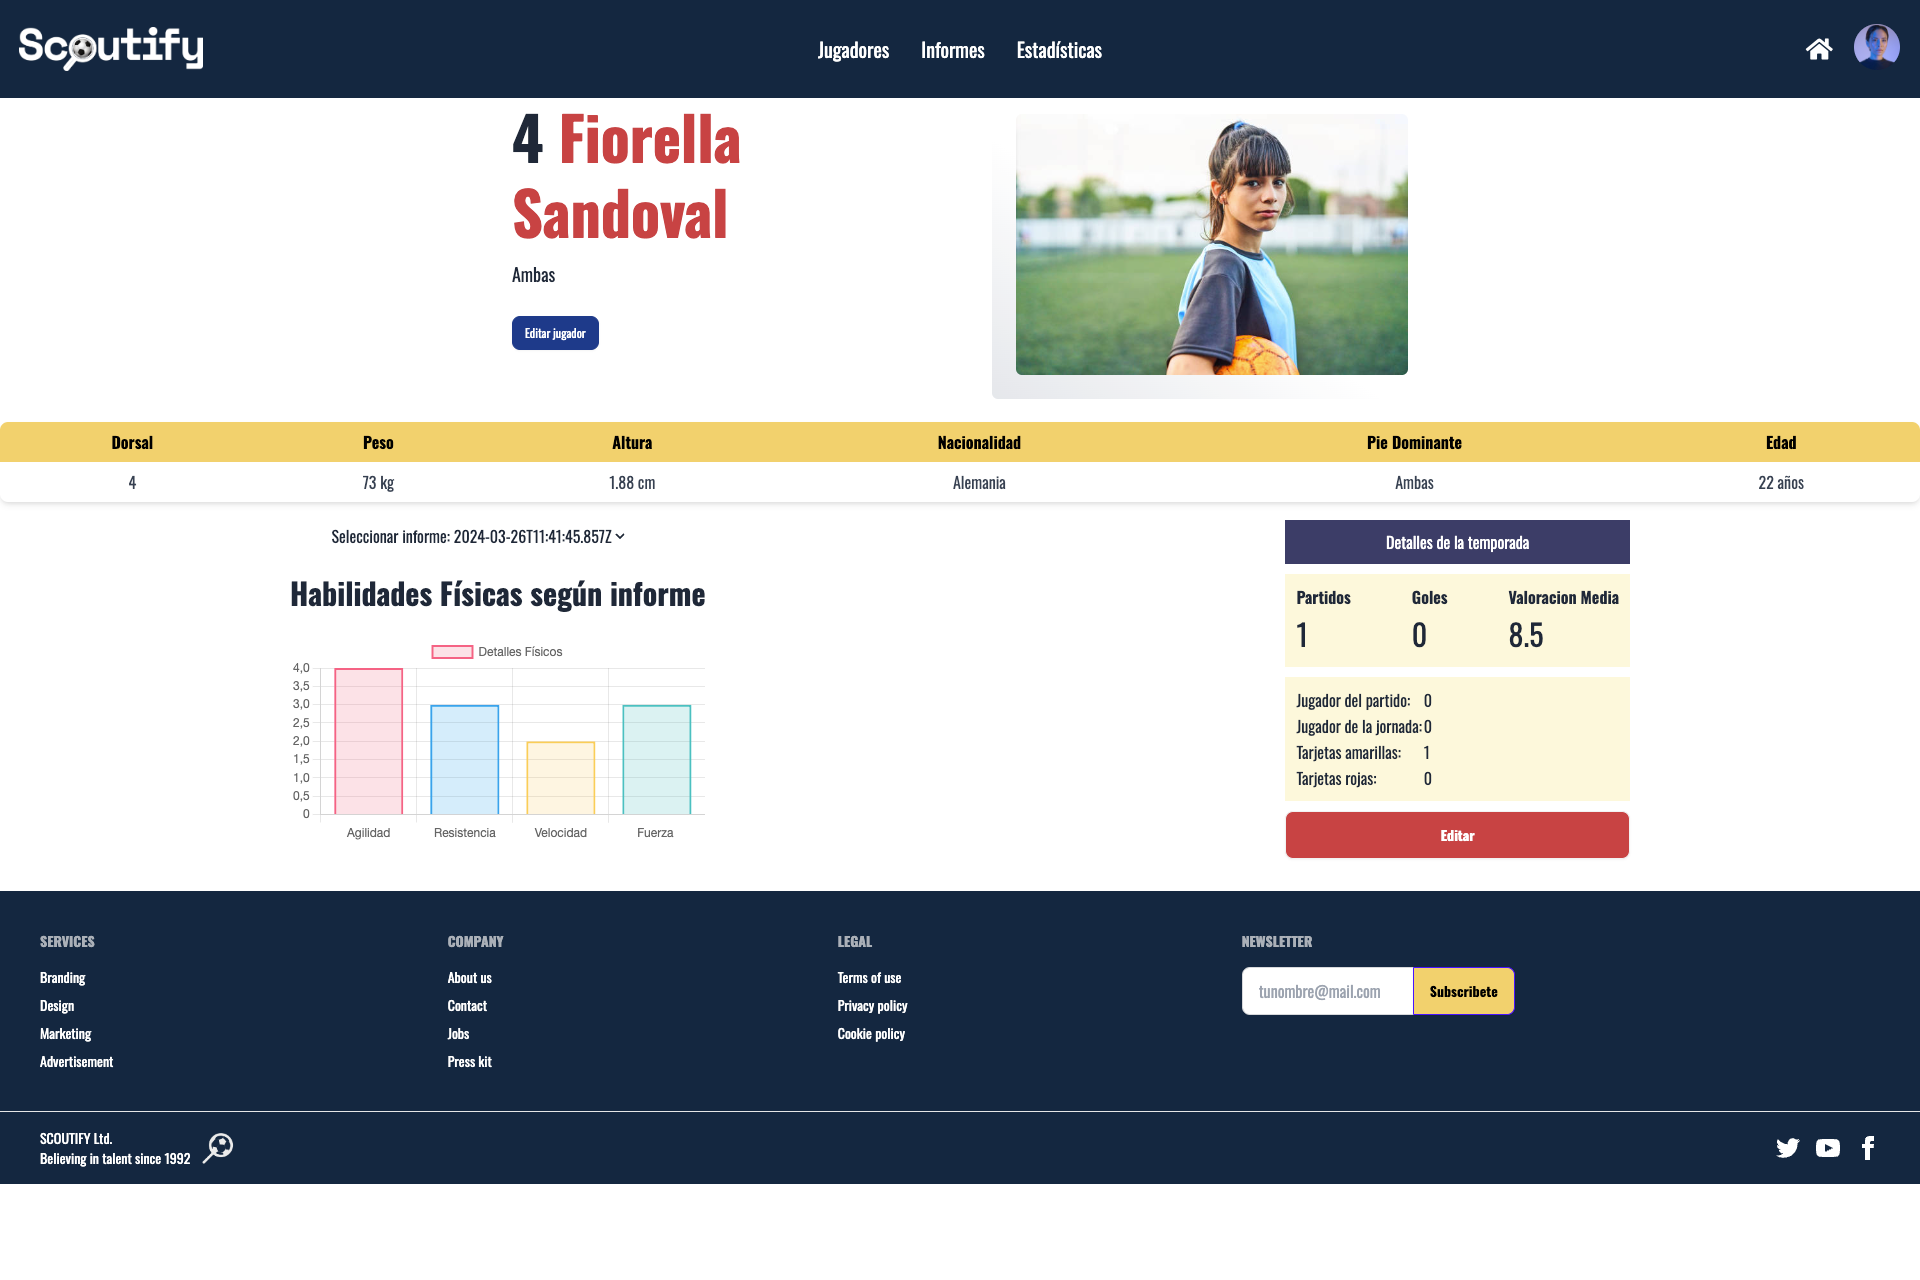 Scoutify
Jugadores Informes Estadísticas
4 Fiorella
Sandoval
Ambas
Editar jugador
Dorsal Peso Altura Nacionalidad Pie Dominante Edad
4 73 kg 1.88 cm Alemania Ambas 22 años
Seleccionar informe: 2024-03-26T11:41:45.857Z
Habilidades Físicas según informe
Detalles Físicos
4,0
3,5
3,0
2,5
2,0
1,5
1,0
0,5
0
Agilidad Resistencia Velocidad Fuerza
Detalles de la temporada
Partidos Goles Valoracion Media
1 0 8.5
Jugador del partido: 0
Jugador de la jornada: 0
Tarjetas amarillas: 1
Tarjetas rojas: 0
Editar
SERVICES
Branding
Design
Marketing
Advertisement
COMPANY
About us
Contact
Jobs
Press kit
LEGAL
Terms of use
Privacy policy
Cookie policy
NEWSLETTER
tunombre@mail.com Subscribete
SCOUTIFY Ltd.
Believing in talent since 1992